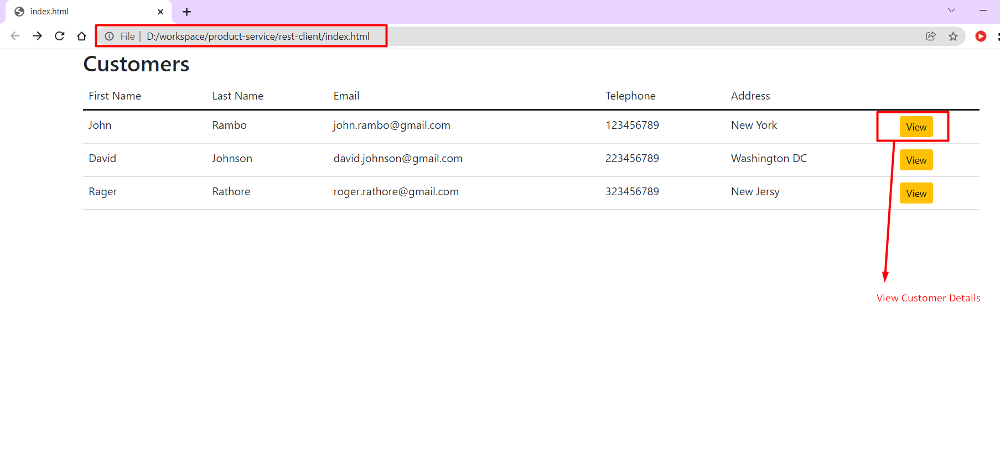 index.html
File | D:/workspace/product-service/rest-client/index.html
Customers
First Name Last Name Email Telephone Address
John Rambo john.rambo@gmail.com 123456789 New York View
David Johnson david.johnson@gmail.com 223456789 Washington DC View
Rager Rathore roger.rathore@gmail.com 323456789 New Jersy View
View Customer Details